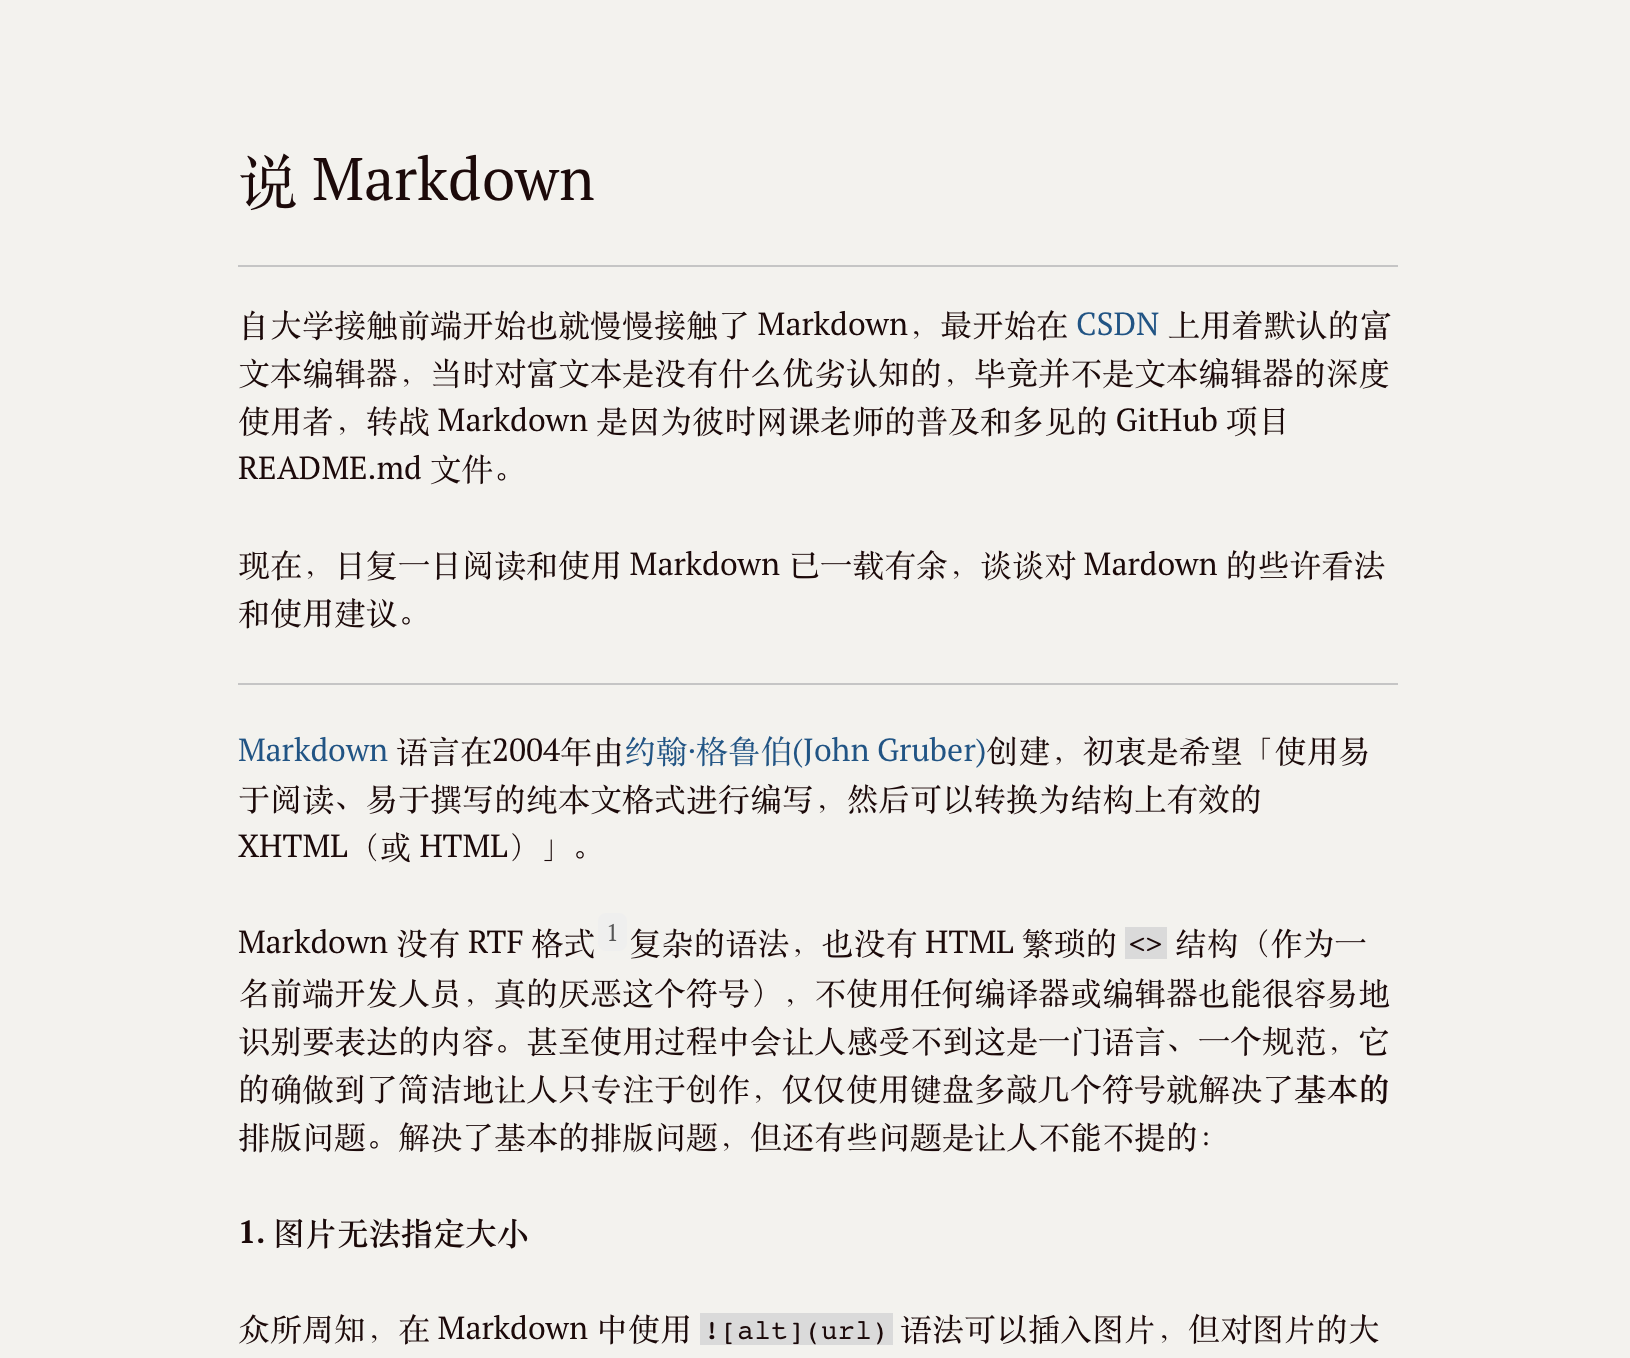 说 Markdown
自大学接触前端开始也就慢慢接触了 Markdown，最开始在 CSDN 上用着默认的富
文本编辑器，当时对富文本是没有什么优劣认知的，毕竟并不是文本编辑器的深度
使用者，转战 Markdown 是因为彼时网课老师的普及和多见的 GitHub 项目
README.md 文件。
现在，日复一日阅读和使用 Markdown 已一载有余，谈谈对 Mardown 的些许看法
和使用建议。
Markdown 语言在2004年由约翰·格鲁伯(John Gruber)创建，初衷是希望「使用易
于阅读、易于撰写的纯本文格式进行编写，然后可以转换为结构上有效的
XHTML（或 HTML）」。
Markdown 没有 RTF 格式 1 复杂的语法，也没有 HTML 繁琐的 <> 结构（作为一
名前端开发人员，真的厌恶这个符号），不使用任何编译器或编辑器也能很容易地
识别要表达的内容。甚至使用过程中会让人感受不到这是一门语言、一个规范，它
的确做到了简洁地让人只专注于创作，仅仅使用键盘多敲几个符号就解决了基本的
排版问题。解决了基本的排版问题，但还有些问题是让人不能不提的：
1. 图片无法指定大小
众所周知，在 Markdown 中使用 ![alt](url) 语法可以插入图片，但对图片的大